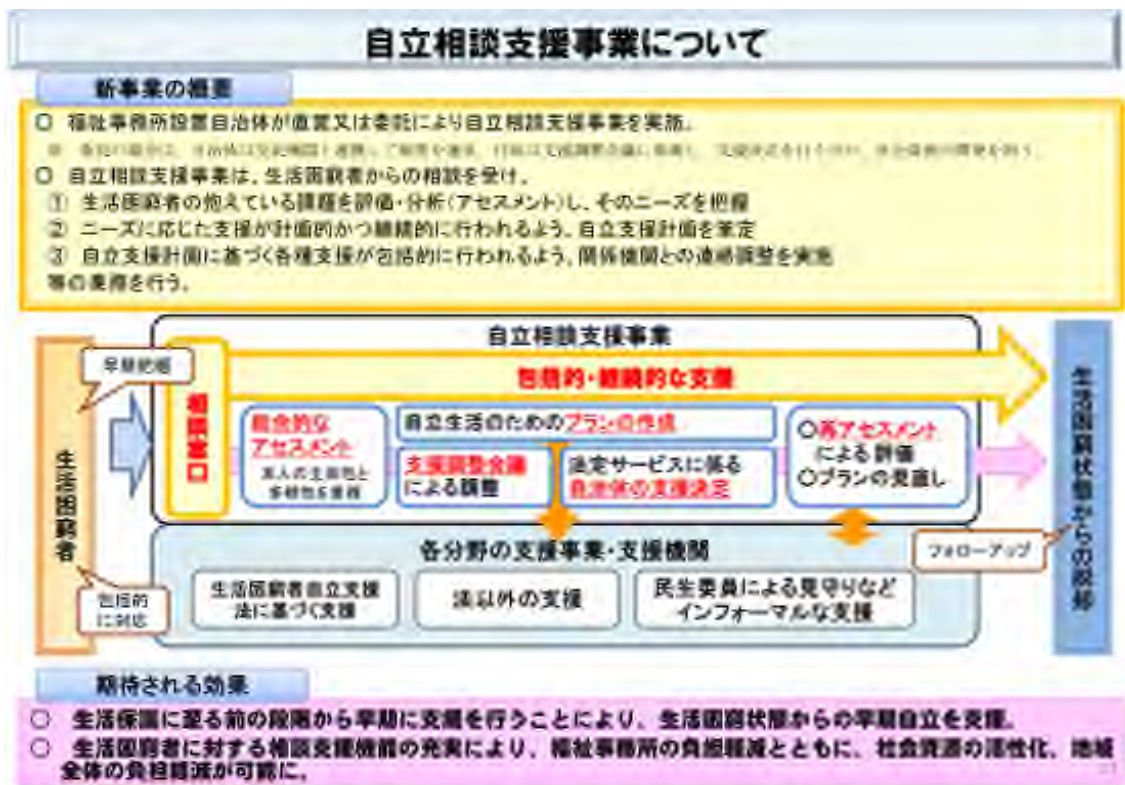 自立相談支援事業について
新事業の概要
○ 福祉事務所設置自治体が直営又は委託により自立相談支援事業を実施。
○ 自立相談支援事業は、生活困窮者からの相談を受け、
① 生活困窮者の抱えている課題を評価・分析(アセスメント)し、そのニーズを把握
② ニーズに応じた支援が計画的かつ継続的に行われるよう、自立支援計画を策定
③ 自立支援計画に基づく各種支援が包括的に行われるよう、関係機関との連絡調整を実施
等の業務を行う。
自立相談支援事業
早期把握
包括的・継続的な支援
生活困窮者
相談窓口
総合的な
アセスメント
本人の主体性と
多様性を重視
自立生活のためのプランの作成
支援調整会議
による調整
法定サービスに係る
自治体の支援決定
○再アセスメント
による評価
○プランの見直し
生活困窮状態からの脱却
各分野の支援事業・支援機関
フォローアップ
包括的
に対応
生活困窮者自立支援
法に基づく支援
法以外の支援
民生委員による見守りなど
インフォーマルな支援
期待される効果
○ 生活保護に至る前の段階から早期に支援を行うことにより、生活困窮状態からの早期自立を支援。
○ 生活困窮者に対する相談支援機能の充実により、福祉事務所の負担軽減とともに、社会資源の活性化、地域
全体の負担軽減が可能に。